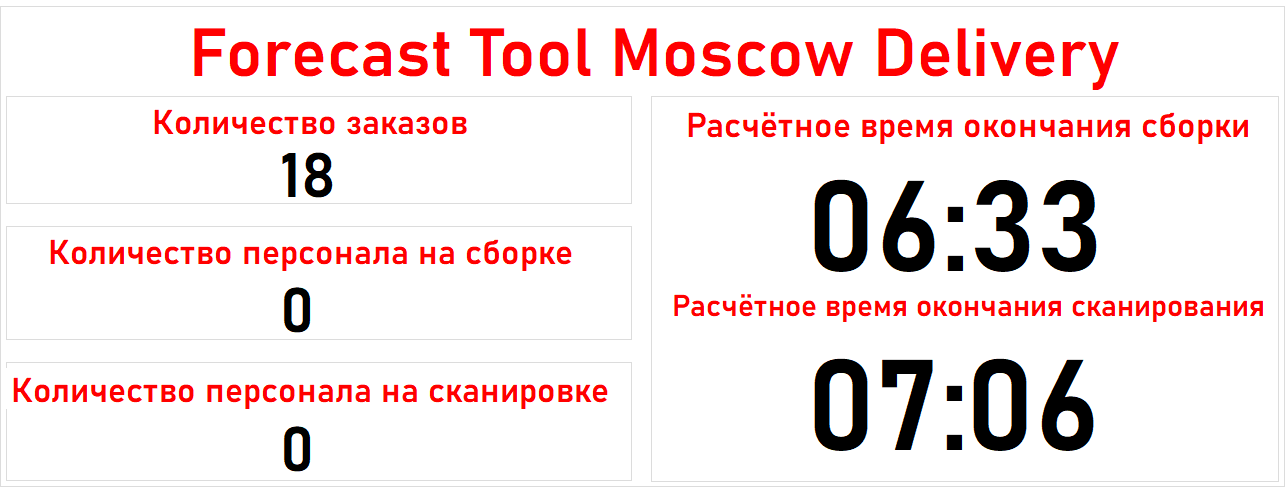 Forecast Tool Moscow Delivery
Количество заказов
18
Количество персонала на сборке
0
Количество персонала на сканировке
0
Расчётное время окончания сборки
06:33
Расчётное время окончания сканирования
07:06